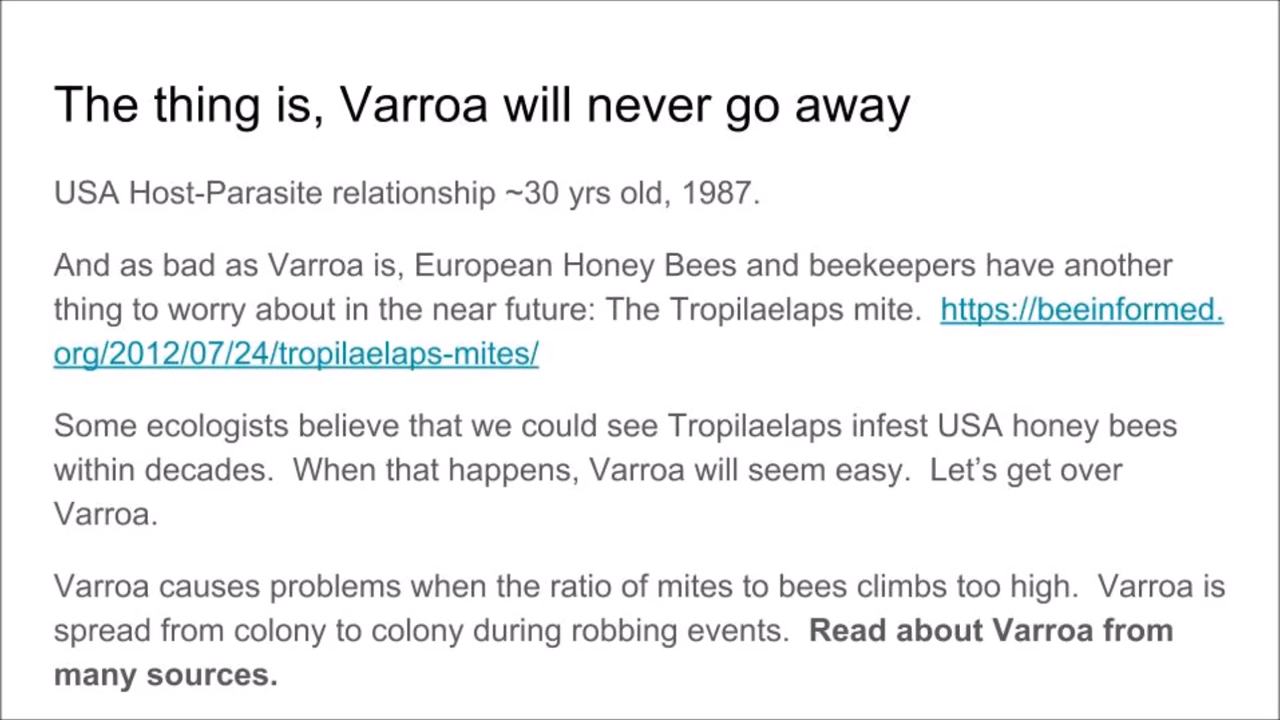 The thing is, Varroa will never go away
USA Host-Parasite relationship ~30 yrs old, 1987.
And as bad as Varroa is, European Honey Bees and beekeepers have another
thing to worry about in the near future: The Tropilaelaps mite.  https://beeinformed.
org/2012/07/24/tropilaelaps-mites/
Some ecologists believe that we could see Tropilaelaps infest USA honey bees
within decades.  When that happens, Varroa will seem easy.  Let’s get over
Varroa.
Varroa causes problems when the ratio of mites to bees climbs too high.  Varroa is
spread from colony to colony during robbing events.  Read about Varroa from
many sources.